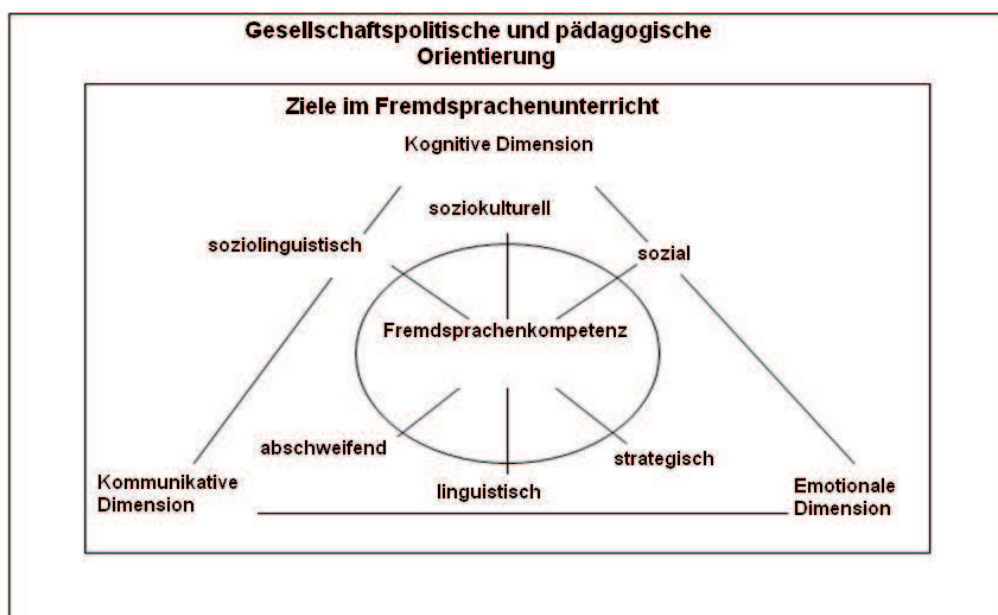 Gesellschaftspolitische und pädagogische
Orientierung
Ziele im Fremdsprachenunterricht
Kognitive Dimension
soziokulturell
soziolinguistisch
sozial
Fremdsprachenkompetenz
abschweifend
strategisch
linguistisch
Kommunikative
Dimension
Emotionale
Dimension